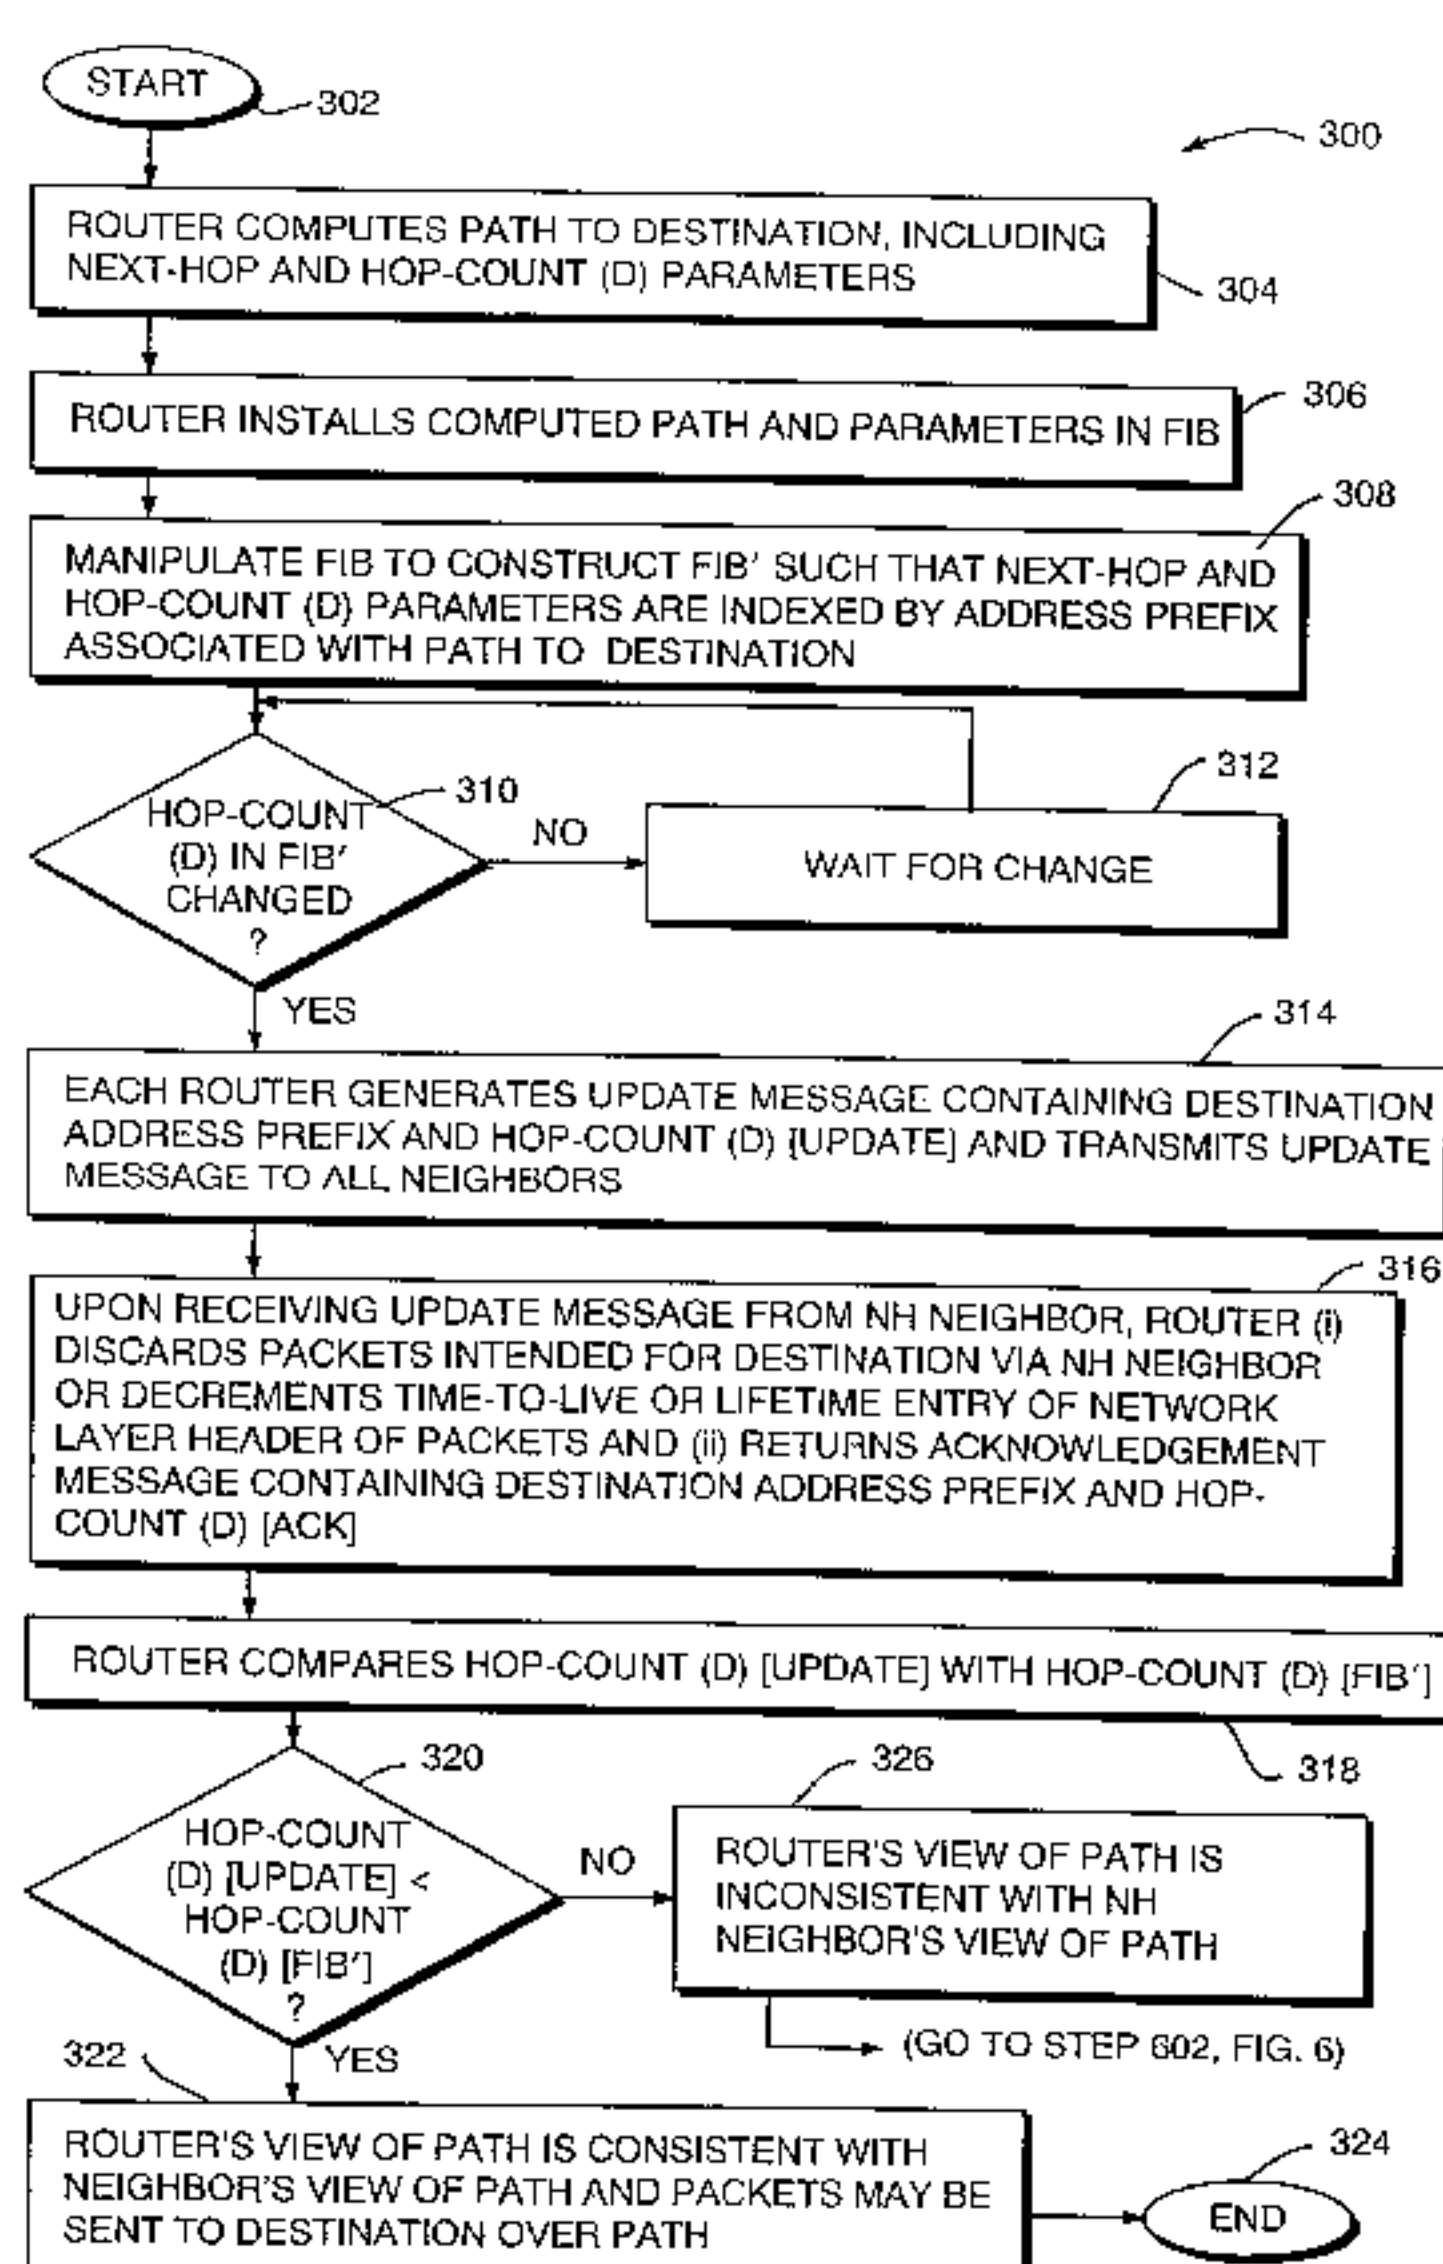 START
302
300
ROUTER COMPUTES PATH TO DESTINATION, INCLUDING
NEXT-HOP AND HOP-COUNT (D) PARAMETERS
304
306
ROUTER INSTALLS COMPUTED PATH AND PARAMETERS IN FIB
308
MANIPULATE FIB TO CONSTRUCT FIB' SUCH THAT NEXT-HOP AND
HOP-COUNT (D) PARAMETERS ARE INDEXED BY ADDRESS PREFIX
ASSOCIATED WITH PATH TO DESTINATION
310
HOP-COUNT
(D) IN FIB'
CHANGED
?
NO
312
WAIT FOR CHANGE
YES
314
EACH ROUTER GENERATES UPDATE MESSAGE CONTAINING DESTINATION
ADDRESS PREFIX AND HOP-COUNT (D) [UPDATE] AND TRANSMITS UPDATE
MESSAGE TO ALL NEIGHBORS
316
UPON RECEIVING UPDATE MESSAGE FROM NH NEIGHBOR, ROUTER (i)
DISCARDS PACKETS INTENDED FOR DESTINATION VIA NH NEIGHBOR
OR DECREMENTS TIME-TO-LIVE OR LIFETIME ENTRY OF NETWORK
LAYER HEADER OF PACKETS AND (ii) RETURNS ACKNOWLEDGEMENT
MESSAGE CONTAINING DESTINATION ADDRESS PREFIX AND HOP-
COUNT (D) [ACK]
ROUTER COMPARES HOP-COUNT (D) [UPDATE] WITH HOP-COUNT (D) [FIB']
318
320
HOP-COUNT
(D) [UPDATE] <
HOP-COUNT
(D) [FIB']
?
NO
326
ROUTER'S VIEW OF PATH IS
INCONSISTENT WITH NH
NEIGHBOR'S VIEW OF PATH
(GO TO STEP 602, FIG. 6)
YES
322
ROUTER'S VIEW OF PATH IS CONSISTENT WITH
NEIGHBOR'S VIEW OF PATH AND PACKETS MAY BE
SENT TO DESTINATION OVER PATH
324
END